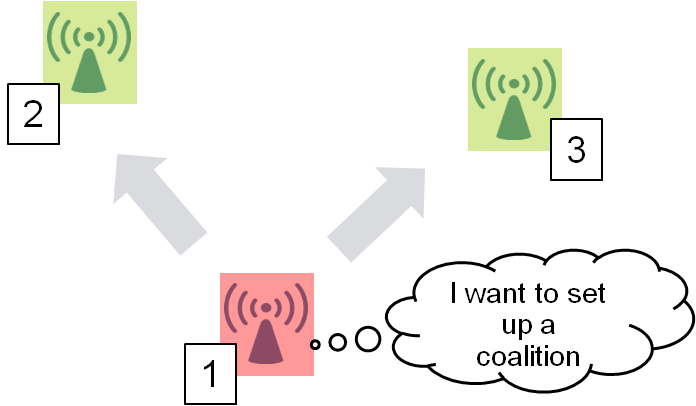 2
3
I want to set
up a
coalition
1